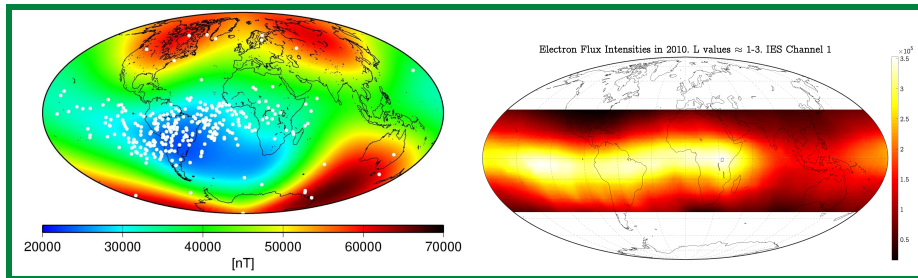 20000 30000 40000 50000 60000 70000
[nT]
Electron Flux Intensities in 2010. L values ≈ 1-3. IES Channel 1
×10⁵
3.5
3
2.5
2
1.5
1
0.5